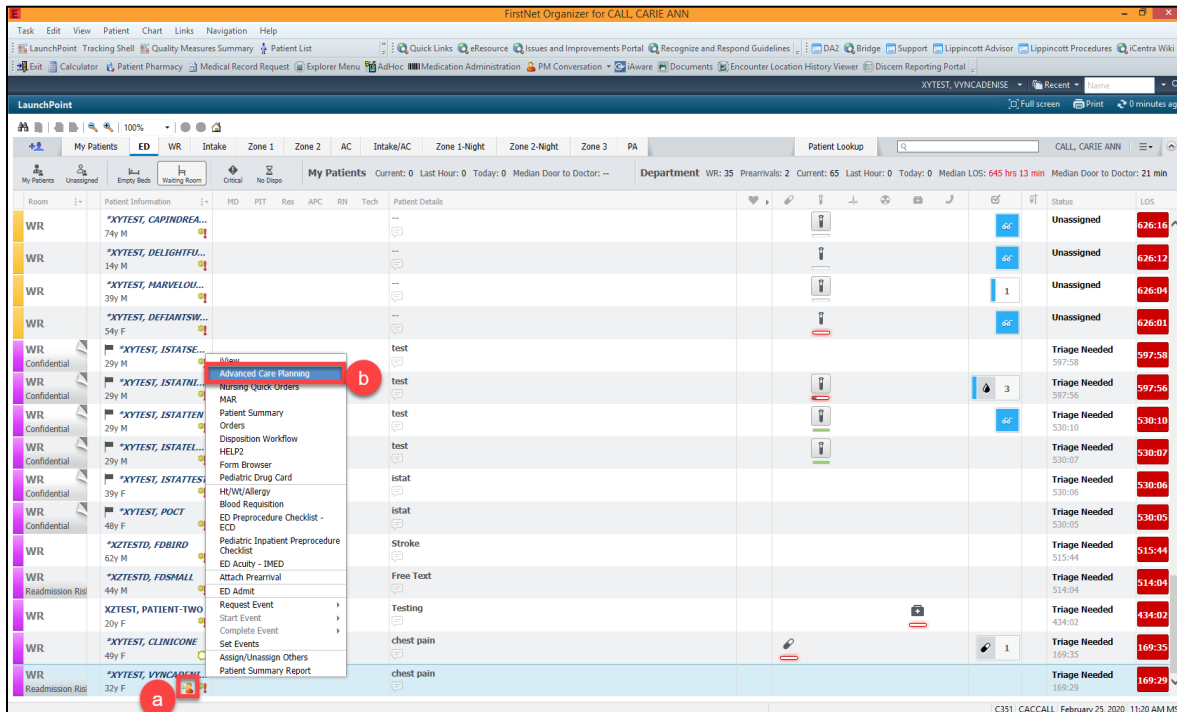 FirstNet Organizer for CALL, CARIE ANN
Task Edit View Patient Chart Links Navigation Help
LaunchPoint Tracking Shell Quality Measures Summary Patient List Quick Links eResource Issues and Improvements Portal Recognize and Respond Guidelines DA2 Bridge Support Lippincott Advisor Lippincott Procedures iCentra Wiki
Exit Calculator Patient Pharmacy Medical Record Request Explorer Menu AdHoc Medication Administration PM Conversation iAware Documents Encounter Location History Viewer Discern Reporting Portal
XYTEST, VYNCADENISE Recent Name
LaunchPoint Full screen Print 0 minutes ag
100%
My Patients ED WR Intake Zone 1 Zone 2 AC Intake/AC Zone 1-Night Zone 2-Night Zone 3 PA Patient Lookup CALL, CARIE ANN
My Patients Unassigned Empty Beds Waiting Room Critical No Dispo My Patients Current: 0 Last Hour: 0 Today: 0 Median Door to Doctor: -- Department WR: 35 Prearrivals: 2 Current: 65 Last Hour: 0 Today: 0 Median LOS: 645 hrs 13 min Median Door to Doctor: 21 min
Room Patient Information MD PIT Res APC RN Tech Patient Details Status LOS
WR *XYTEST, CAPINDREA... -- Unassigned 626:16
74y M
WR *XYTEST, DELIGHTFU... -- Unassigned 626:12
14y M
WR *XYTEST, MARVELOU... -- 1 Unassigned 626:04
39y M
WR *XYTEST, DEFIANTSW... -- Unassigned 626:01
54y F
WR *XYTEST, ISTATSE... test Triage Needed 597:58
Confidential 29y M 597:58
WR *XYTEST, ISTATNI... test 3 Triage Needed 597:56
Confidential 29y M 597:56
WR *XYTEST, ISTATTEN test Triage Needed 530:10
Confidential 29y M 530:10
WR *XYTEST, ISTATEL... test Triage Needed 530:07
Confidential 29y M 530:07
WR *XYTEST, ISTATTEST istat Triage Needed 530:06
Confidential 39y F 530:06
WR *XYTEST, POCT istat Triage Needed 530:05
Confidential 48y F 530:05
WR *XZTESTD, FDBIRD Stroke Triage Needed 515:44
62y M 515:44
WR *XZTESTD, FDSMALL Free Text Triage Needed 514:04
Readmission Risl 44y M 514:04
WR XZTEST, PATIENT-TWO Testing Triage Needed 434:02
20y F 434:02
WR *XYTEST, CLINICONE chest pain 1 Triage Needed 169:35
49y F 169:35
WR *XYTEST, VYNCADENI... chest pain Triage Needed 169:29
Readmission Risl 32y F 169:29
iView
Advanced Care Planning
b
Nursing Quick Orders
MAR
Patient Summary
Orders
Disposition Workflow
HELP2
Form Browser
Pediatric Drug Card
Ht/Wt/Allergy
Blood Requisition
ED Preprocedure Checklist -
ECD
Pediatric Inpatient Preprocedure
Checklist
ED Acuity - IMED
Attach Prearrival
ED Admit
Request Event
Start Event
Complete Event
Set Events
Assign/Unassign Others
Patient Summary Report
a
C351 CACCALL February 25, 2020 11:20 AM MS